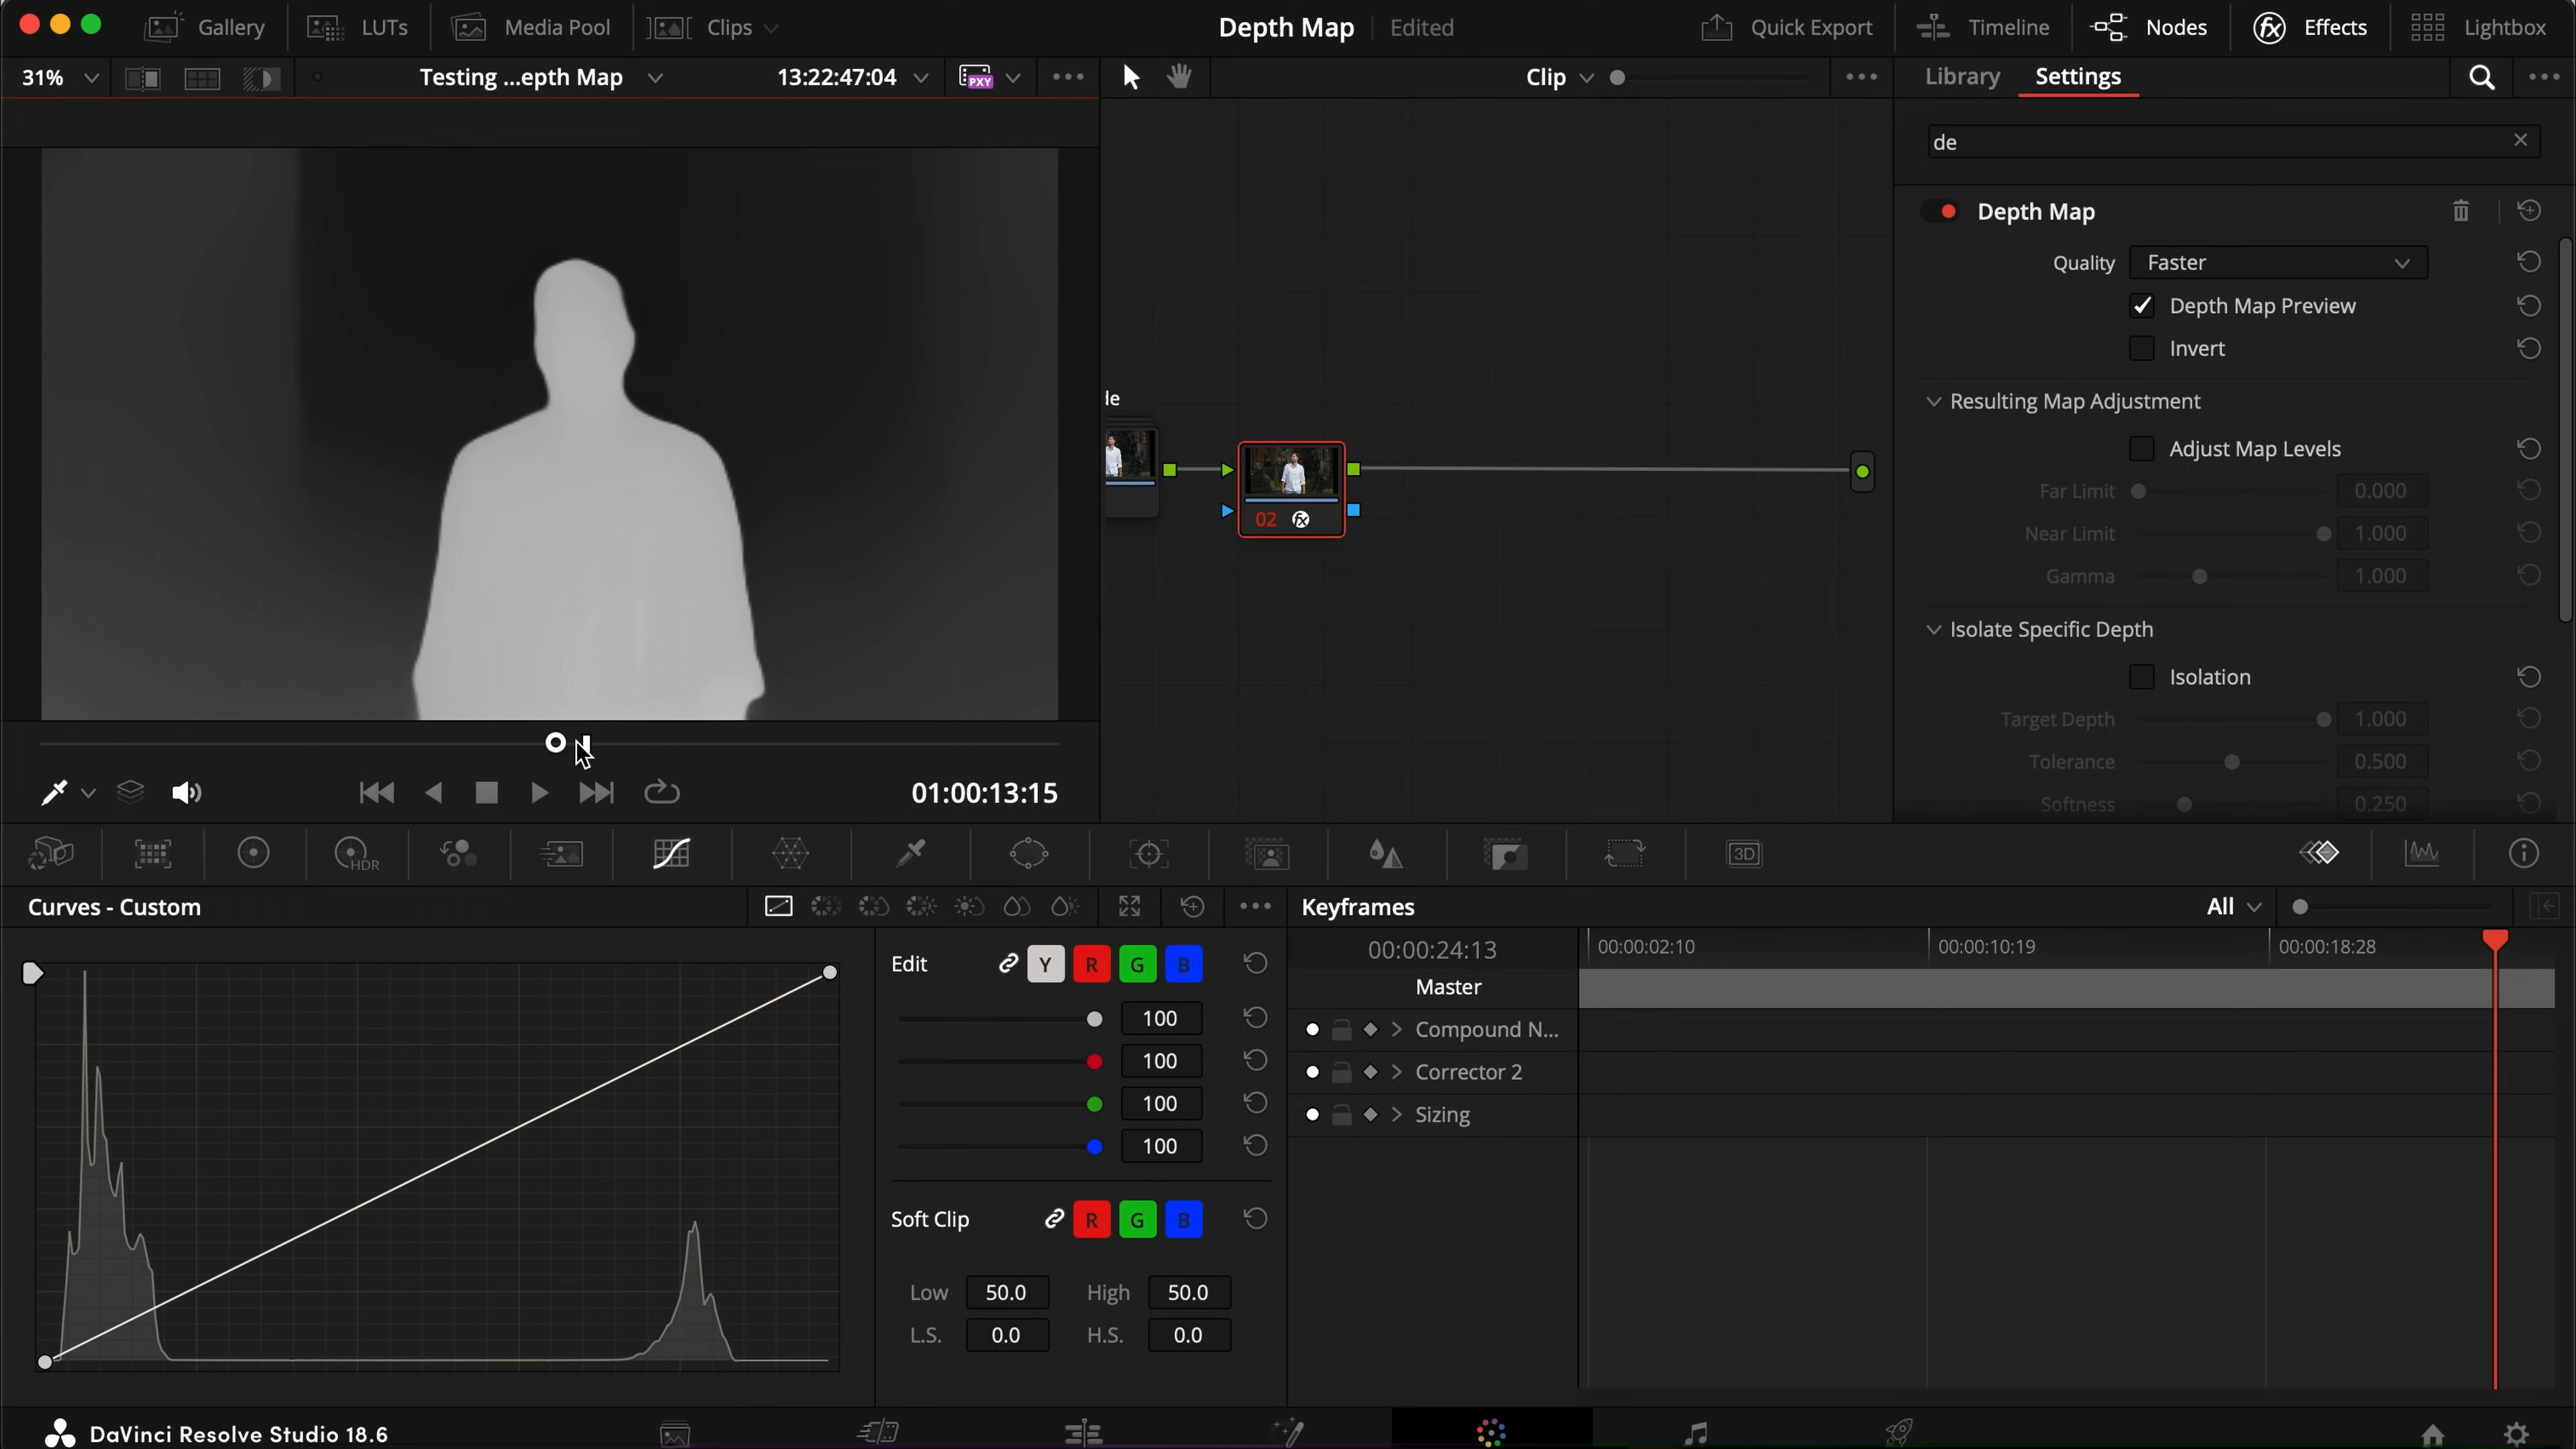 Gallery LUTs Media Pool Clips Depth Map Edited Quick Export Timeline Nodes Effects Lightbox
31% Testing ...epth Map 13:22:47:04 PXY Clip Library Settings
de
Depth Map
Quality Faster
Depth Map Preview
Invert
Resulting Map Adjustment
Adjust Map Levels
Far Limit 0.000
Near Limit 1.000
Gamma 1.000
Isolate Specific Depth
Isolation
Target Depth 1.000
Tolerance 0.500
Softness 0.250
de
02 fx
01:00:13:15
HDR 3D
Curves - Custom
Edit Y R G B
100
100
100
100
Soft Clip R G B
Low 50.0 High 50.0
L.S. 0.0 H.S. 0.0
Keyframes All
00:00:24:13 00:00:02:10 00:00:10:19 00:00:18:28
Master
Compound N...
Corrector 2
Sizing
DaVinci Resolve Studio 18.6